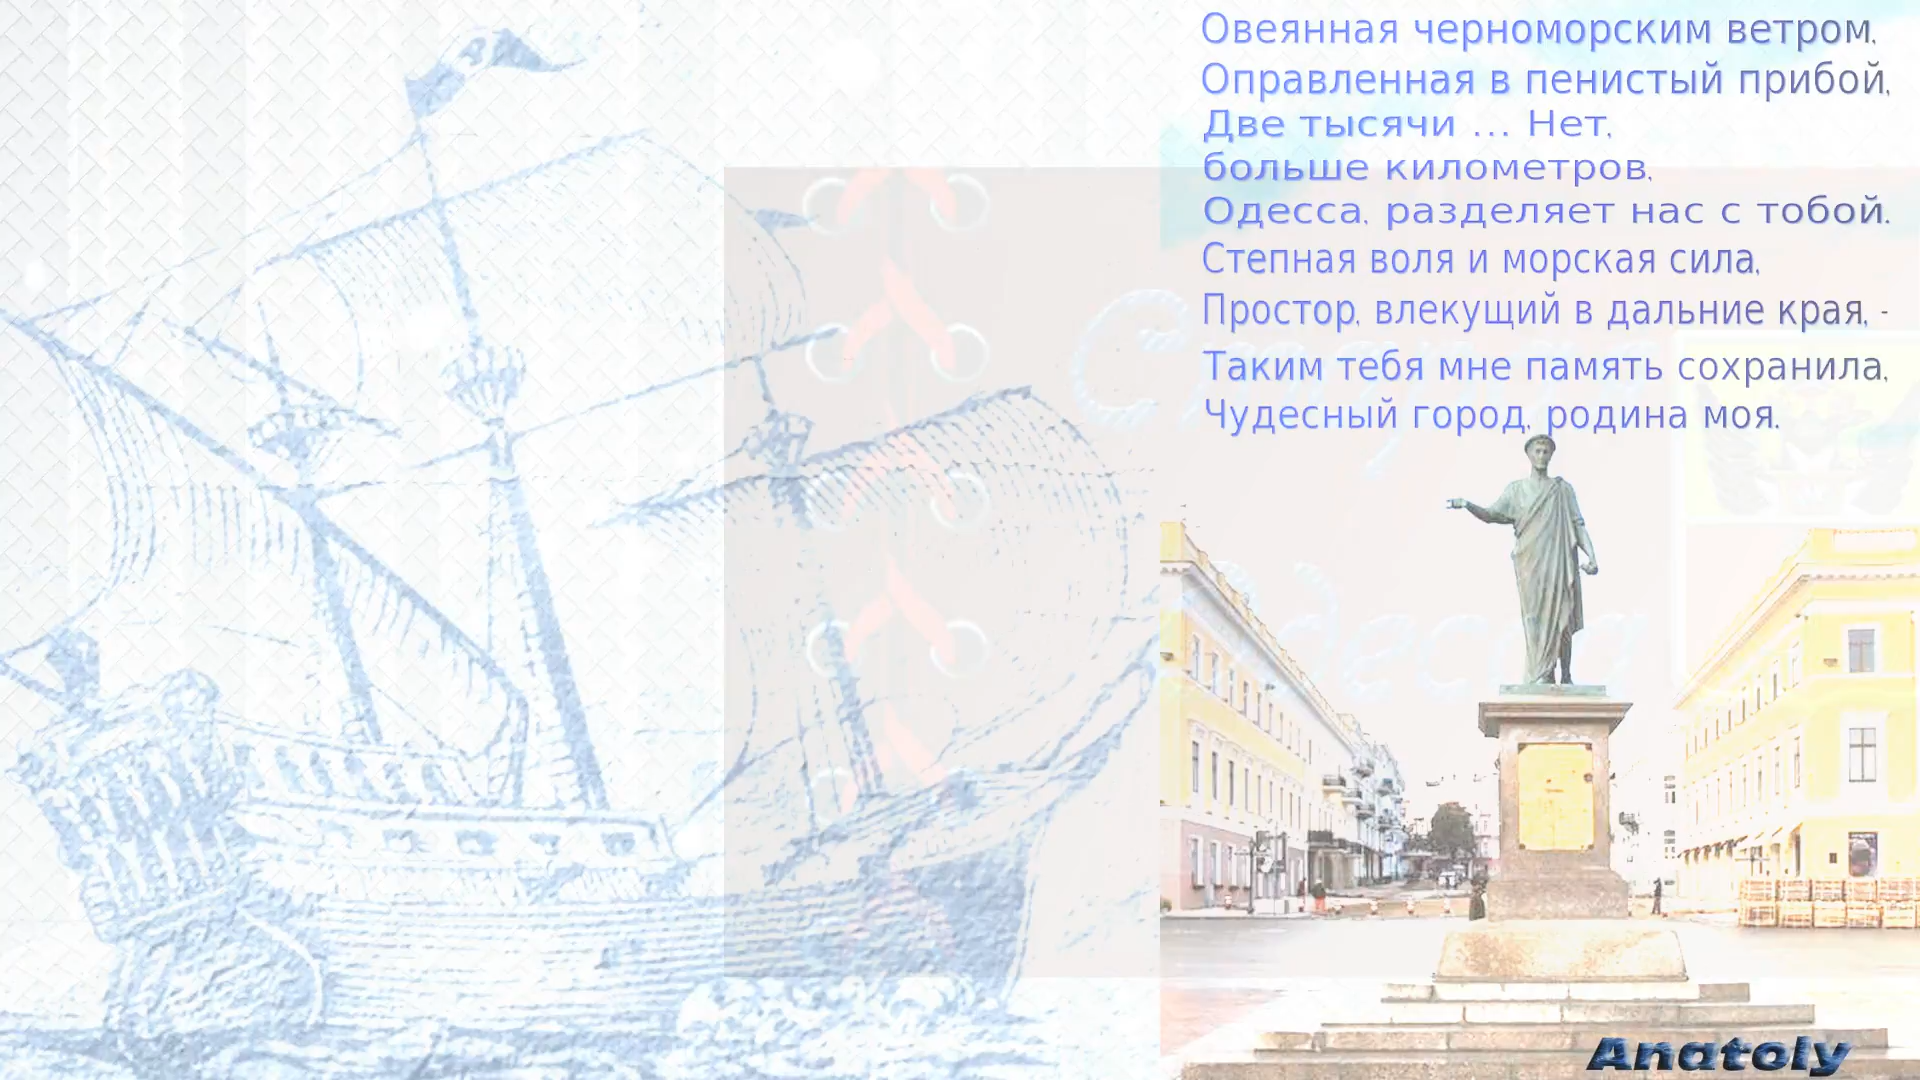 Овеянная черноморским ветром,
Оправленная в пенистый прибой,
Две тысячи ... Нет,
больше километров,
Одесса, разделяет нас с тобой.
Степная воля и морская сила,
Простор, влекущий в дальние края, -
Таким тебя мне память сохранила,
Чудесный город, родина моя.
Одесса
Anatoly